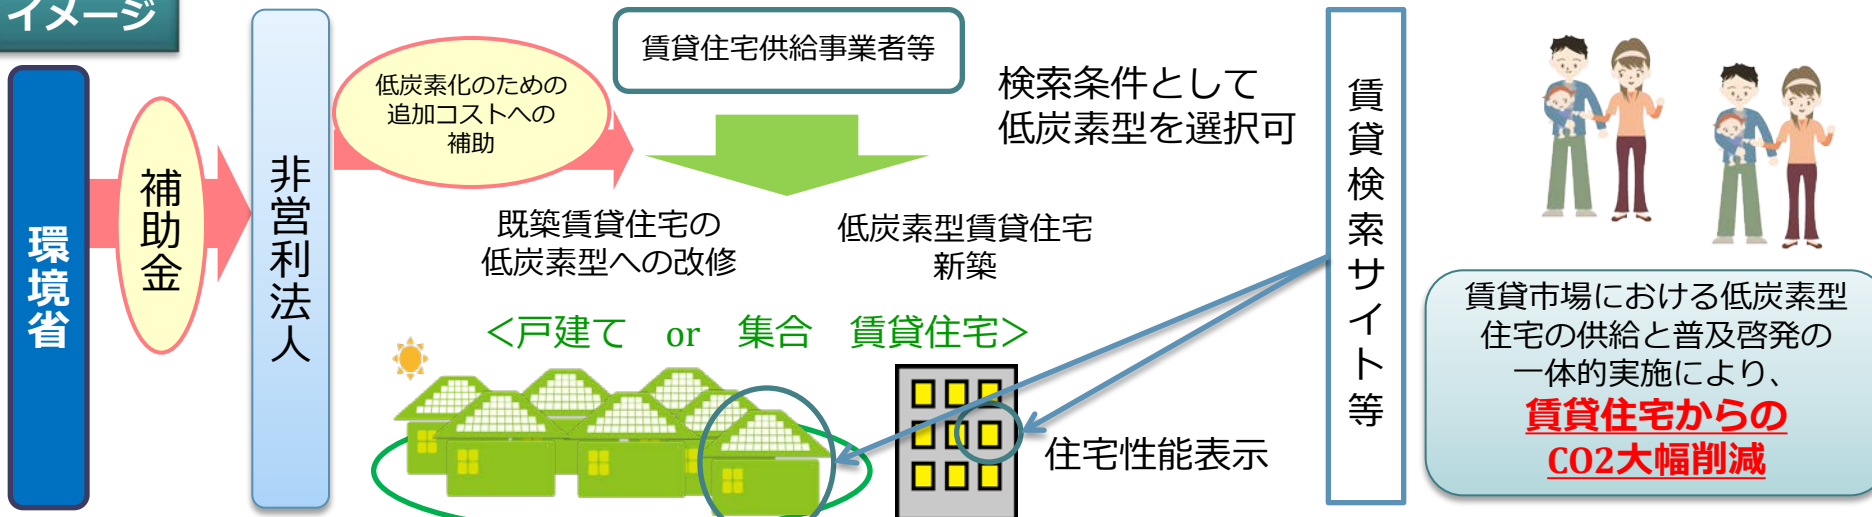 イメージ
環境省
補助金
非営利法人
低炭素化のための
追加コストへの
補助
賃貸住宅供給事業者等
検索条件として
低炭素型を選択可
既築賃貸住宅の
低炭素型への改修
低炭素型賃貸住宅
新築
<戸建て or 集合 賃貸住宅>
住宅性能表示
賃貸検索サイト等
賃貸市場における低炭素型
住宅の供給と普及啓発の
一体的実施により、
賃貸住宅からの
CO2大幅削減